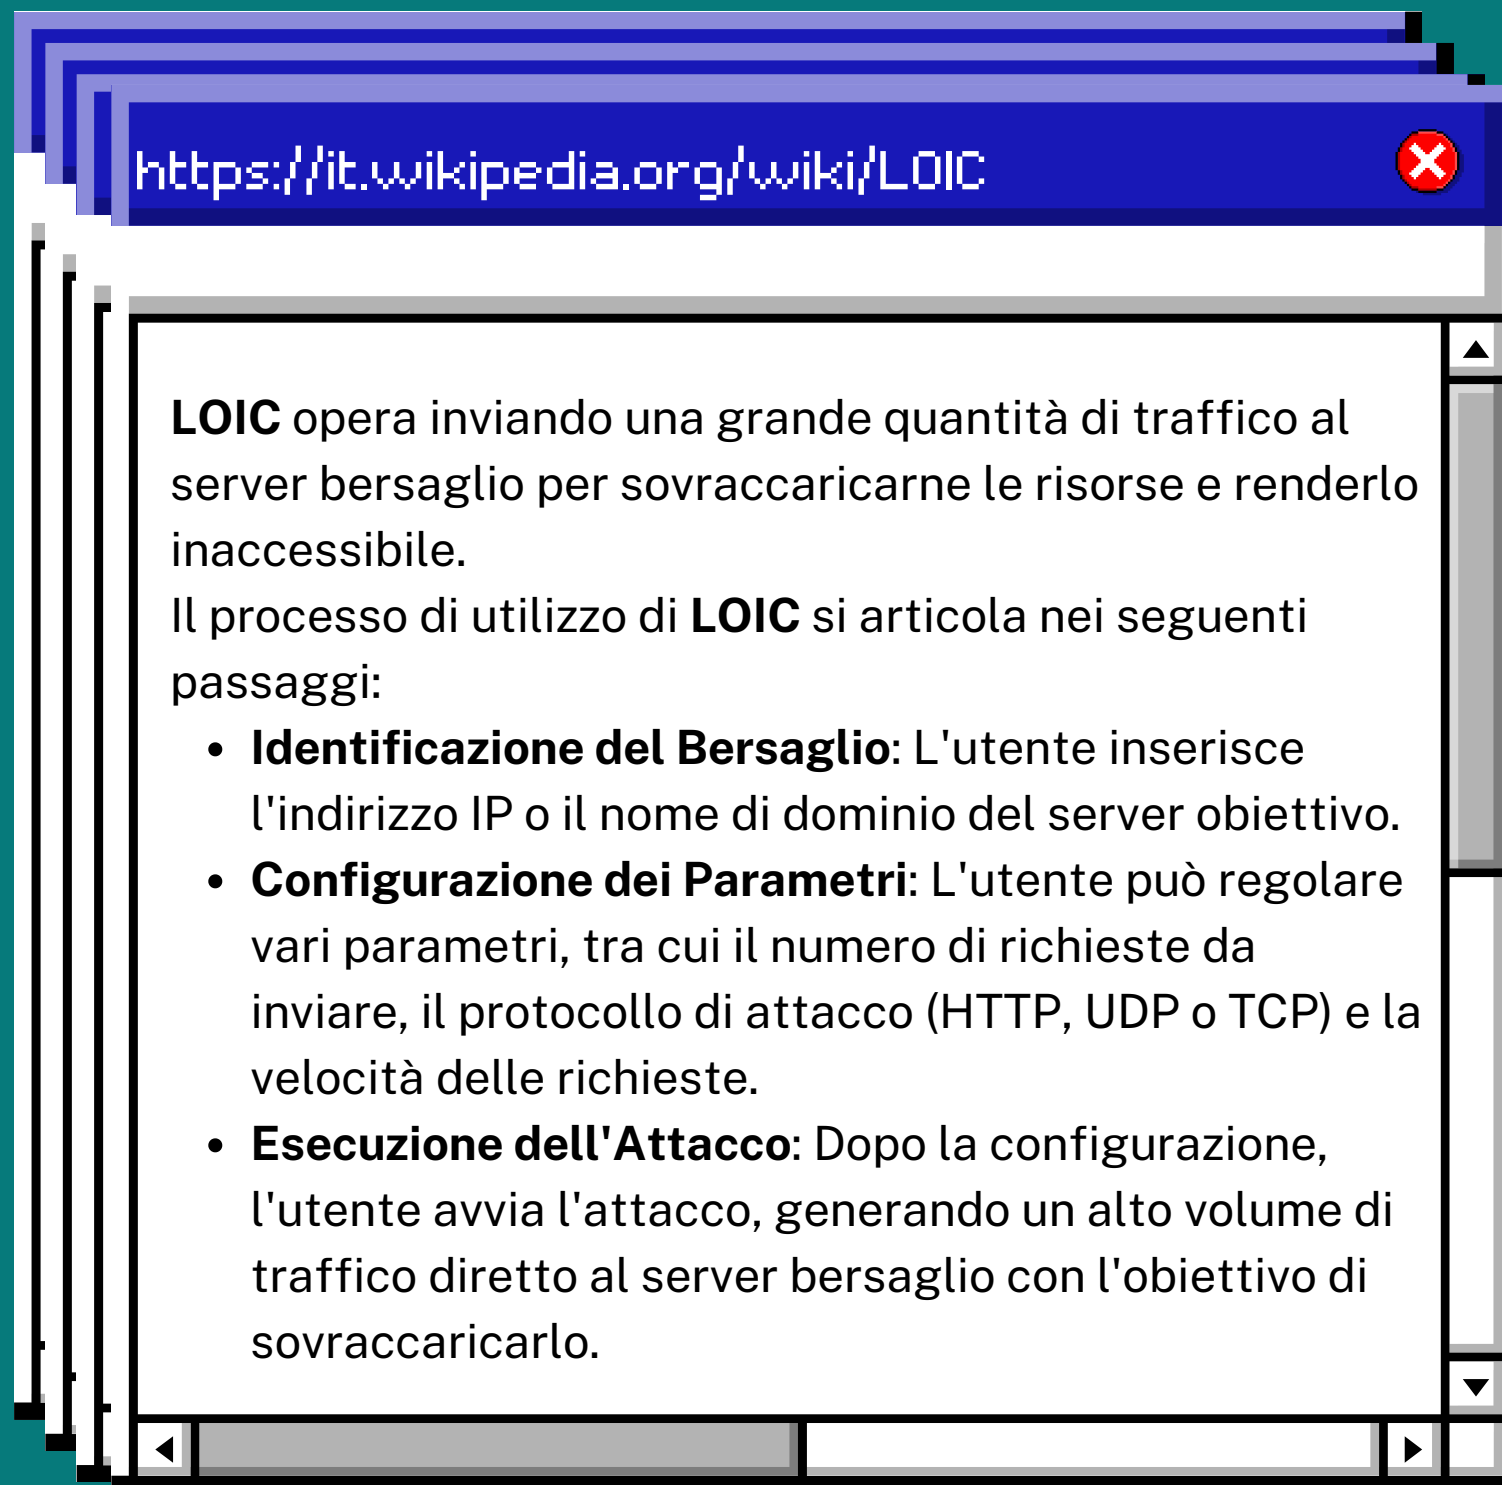 https://it.wikipedia.org/wiki/LOIC
LOIC opera inviando una grande quantità di traffico al
server bersaglio per sovraccaricarne le risorse e renderlo
inaccessibile.
Il processo di utilizzo di LOIC si articola nei seguenti
passaggi:
• Identificazione del Bersaglio: L'utente inserisce
l'indirizzo IP o il nome di dominio del server obiettivo.
• Configurazione dei Parametri: L'utente può regolare
vari parametri, tra cui il numero di richieste da
inviare, il protocollo di attacco (HTTP, UDP o TCP) e la
velocità delle richieste.
• Esecuzione dell'Attacco: Dopo la configurazione,
l'utente avvia l'attacco, generando un alto volume di
traffico diretto al server bersaglio con l'obiettivo di
sovraccaricarlo.